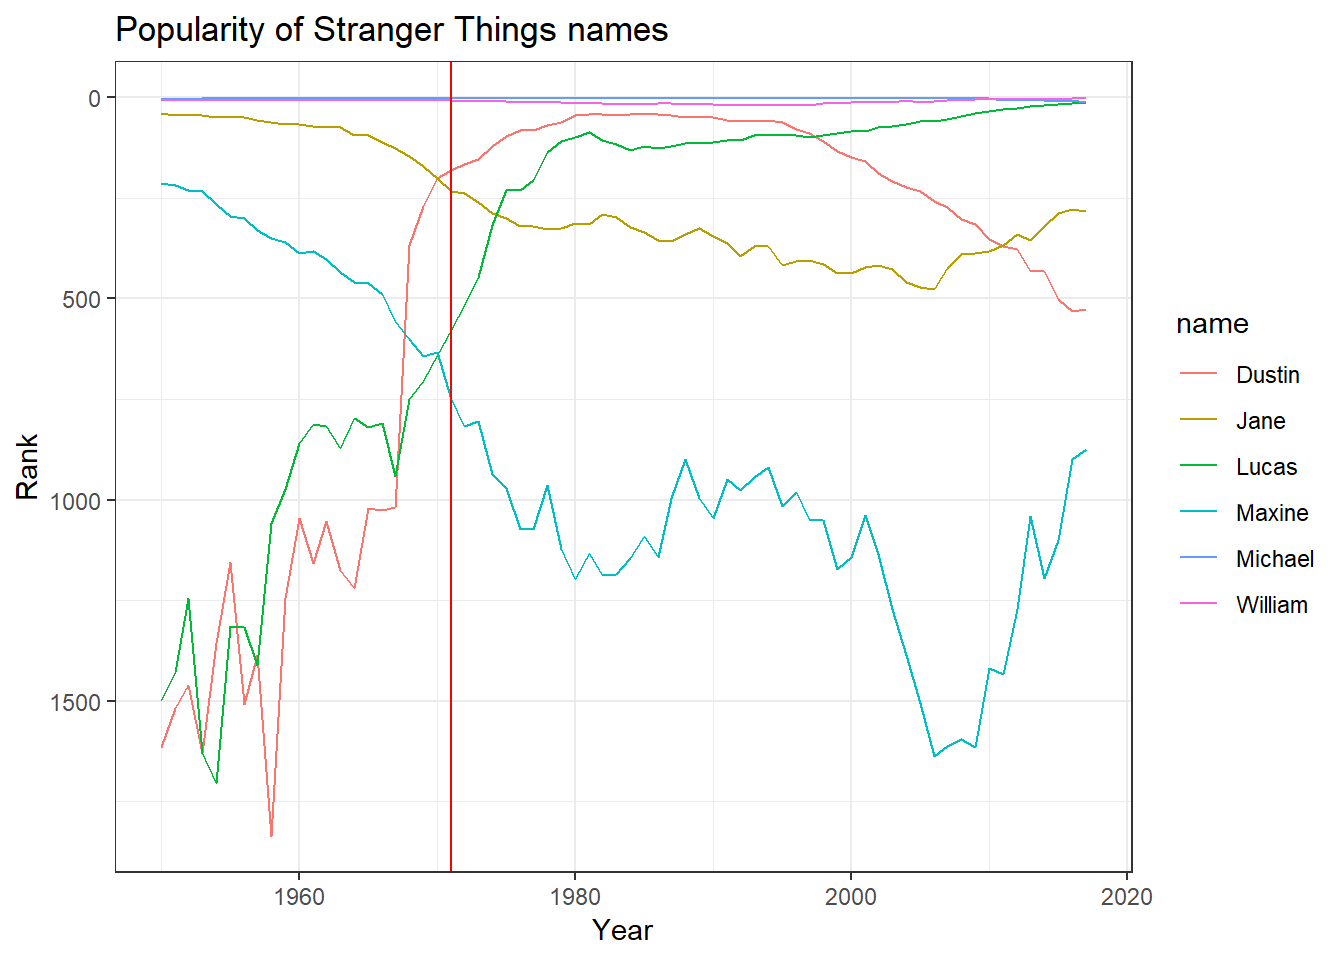 Popularity of Stranger Things names
0
500
1000
1500
Rank
1960
1980
2000
2020
Year
name
Dustin
Jane
Lucas
Maxine
Michael
William